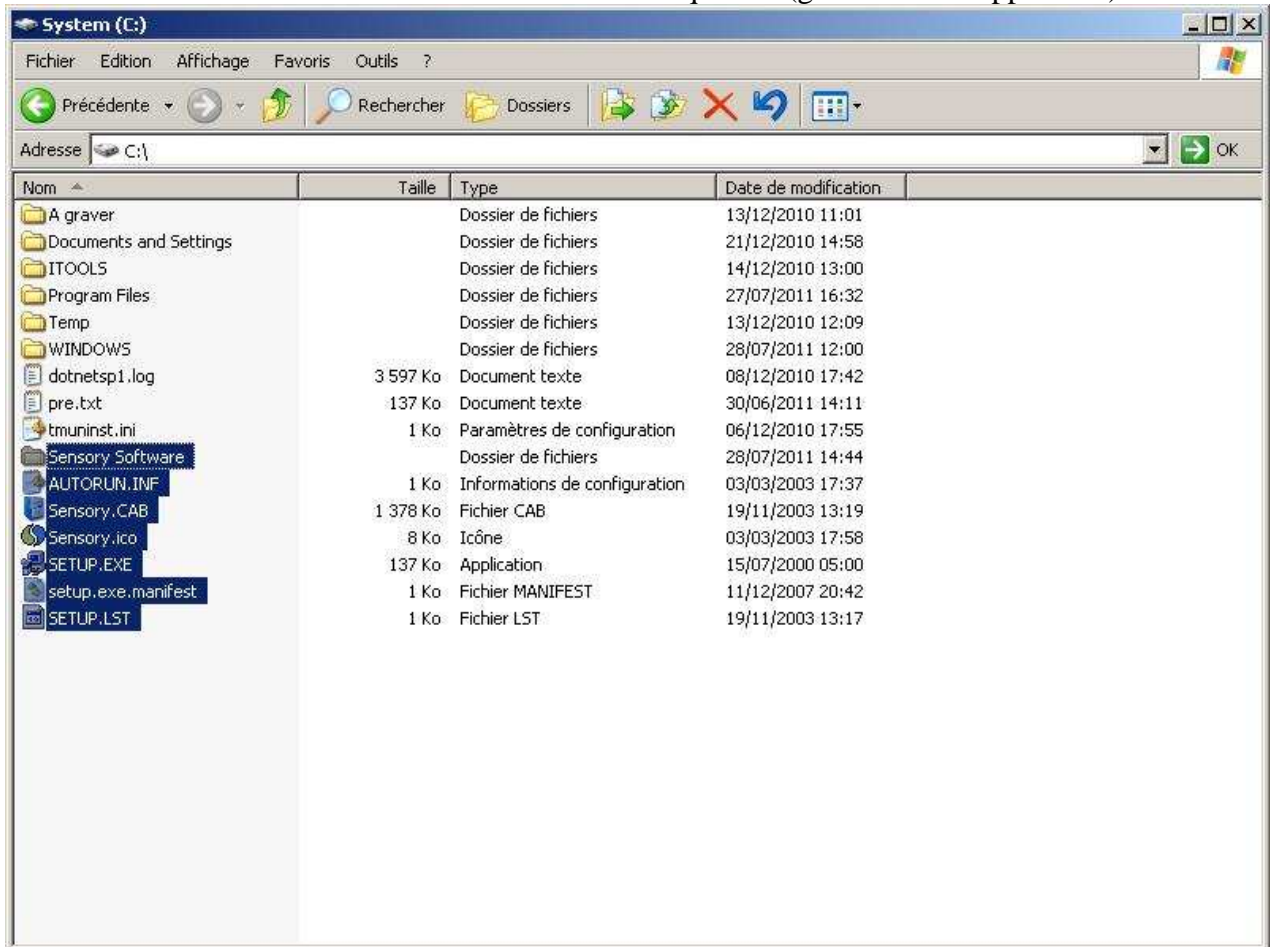 System (C:)
Fichier Edition Affichage Favoris Outils ?
Précédente Rechercher Dossiers
Adresse C:\ OK
Nom Taille Type Date de modification
A graver Dossier de fichiers 13/12/2010 11:01
Documents and Settings Dossier de fichiers 21/12/2010 14:58
ITOOLS Dossier de fichiers 14/12/2010 13:00
Program Files Dossier de fichiers 27/07/2011 16:32
Temp Dossier de fichiers 13/12/2010 12:09
WINDOWS Dossier de fichiers 28/07/2011 12:00
dotnetsp1.log 3 597 Ko Document texte 08/12/2010 17:42
pre.txt 137 Ko Document texte 30/06/2011 14:11
tmuninst.ini 1 Ko Paramètres de configuration 06/12/2010 17:55
Sensory Software Dossier de fichiers 28/07/2011 14:44
AUTORUN.INF 1 Ko Informations de configuration 03/03/2003 17:37
Sensory.CAB 1 378 Ko Fichier CAB 19/11/2003 13:19
Sensory.ico 8 Ko Icône 03/03/2003 17:58
SETUP.EXE 137 Ko Application 15/07/2000 05:00
setup.exe.manifest 1 Ko Fichier MANIFEST 11/12/2007 20:42
SETUP.LST 1 Ko Fichier LST 19/11/2003 13:17